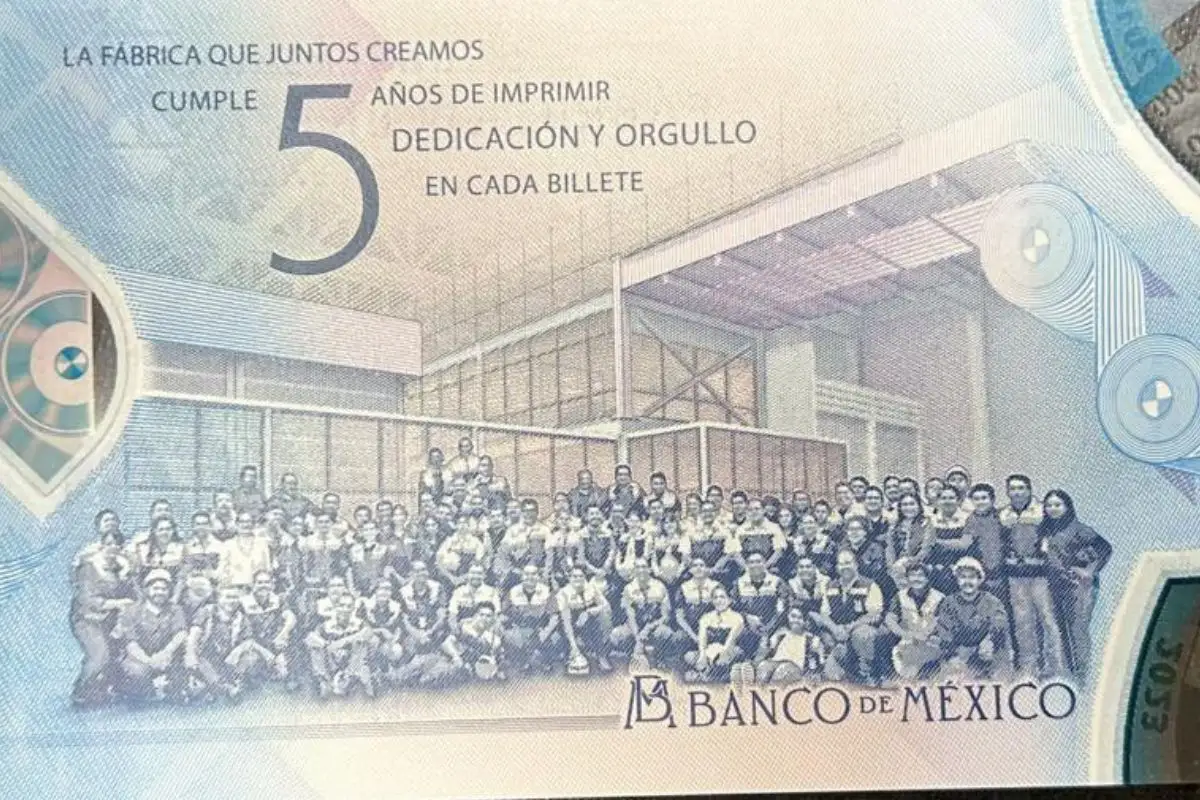 LA FÁBRICA QUE JUNTOS CREAMOS
CUMPLE 5 AÑOS DE IMPRIMIR
DEDICACIÓN Y ORGULLO
EN CADA BILLETE
BM BANCO DE MÉXICO
2023